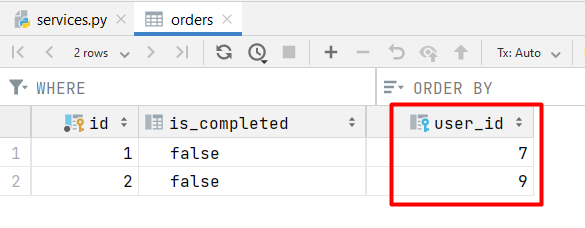 services.py orders
2 rows Tx: Auto
WHERE ORDER BY
id is_completed user_id
1 1 false 7
2 2 false 9